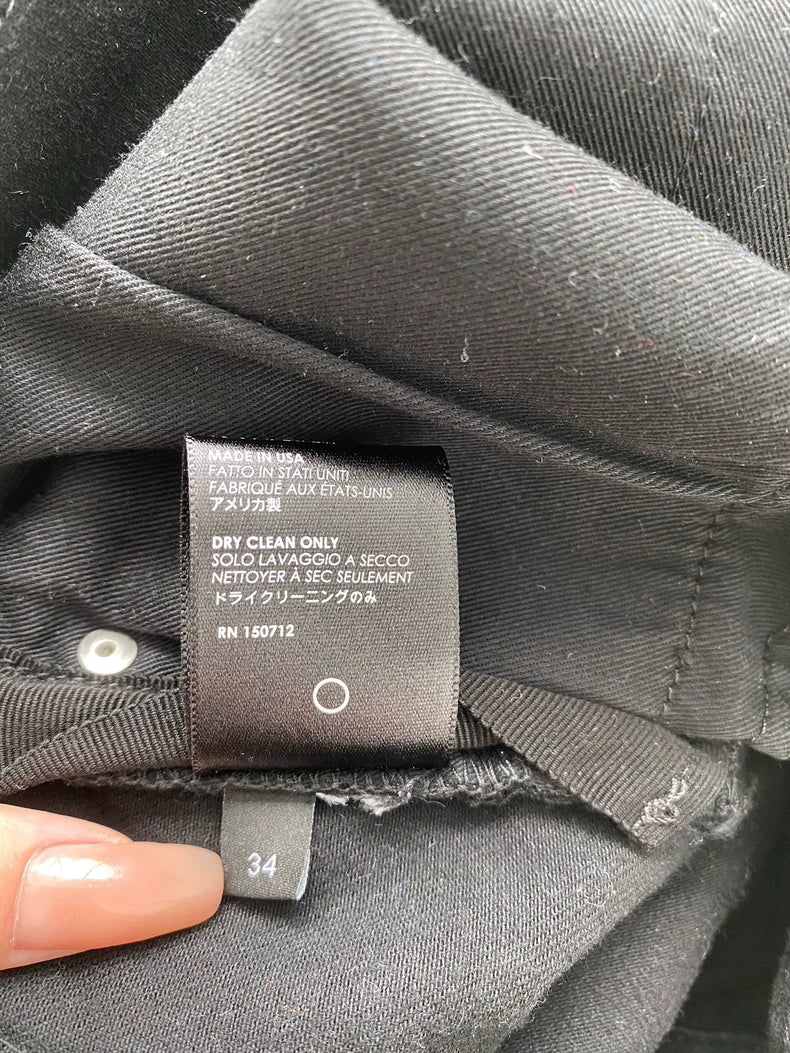 MADE IN USA
FATTO IN STATI UNITI
FABRIQUÉ AUX ÉTATS-UNIS
アメリカ製
DRY CLEAN ONLY
SOLO LAVAGGIO A SECCO
NETTOYER À SEC SEULEMENT
ドライクリーニングのみ
RN 150712
34